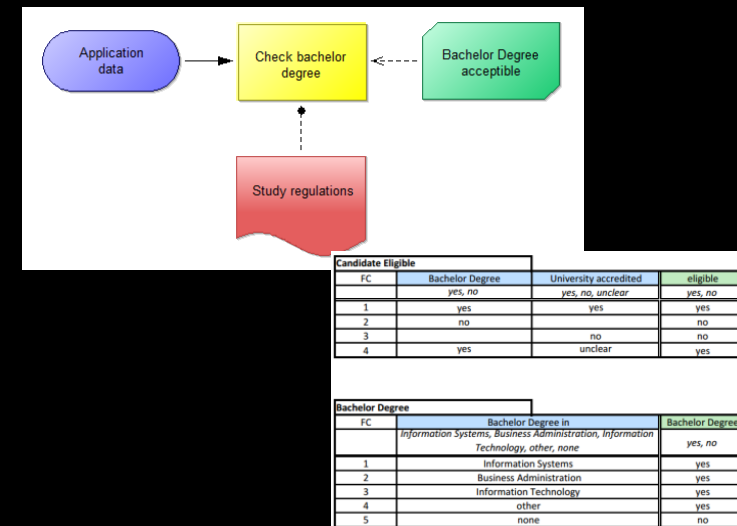 Application
data
Check bachelor
degree
Bachelor Degree
acceptible
Study regulations
Candidate Eligible
FC Bachelor Degree University accredited eligible
yes, no yes, no, unclear yes, no
1 yes yes yes
2 no no
3 no no
4 yes unclear yes
Bachelor Degree
FC Bachelor Degree in Bachelor Degree
Information Systems, Business Administration, Information
Technology, other, none yes, no
1 Information Systems yes
2 Business Administration yes
3 Information Technology yes
4 other yes
5 none no